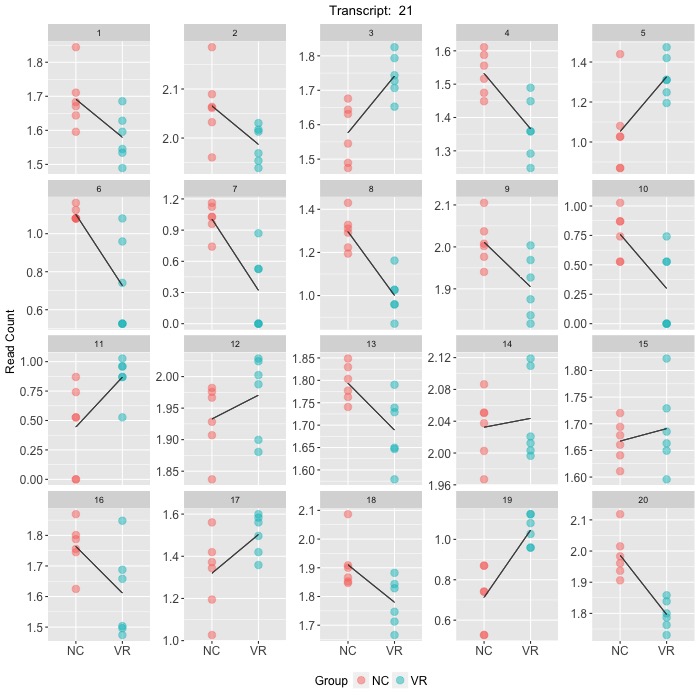 Transcript: 21
Read Count
1 2 3 4 5
1.8 1.7 1.6 1.5
2.1 2.0
1.8 1.7 1.6 1.5
1.6 1.5 1.4 1.3
1.4 1.2 1.0
6 7 8 9 10
1.0 0.8 0.6
1.2 0.9 0.6 0.3 0.0
1.4 1.2 1.0
2.1 2.0 1.9
1.00 0.75 0.50 0.25 0.00
11 12 13 14 15
1.00 0.75 0.50 0.25 0.00
2.00 1.95 1.90 1.85
1.85 1.80 1.75 1.70 1.65 1.60
2.12 2.08 2.04 2.00 1.96
1.80 1.75 1.70 1.65 1.60
16 17 18 19 20
1.8 1.7 1.6 1.5
1.6 1.4 1.2 1.0
2.1 2.0 1.9 1.8 1.7
1.0 0.8 0.6
2.1 2.0 1.9 1.8
NC VR NC VR NC VR NC VR NC VR
Group NC VR